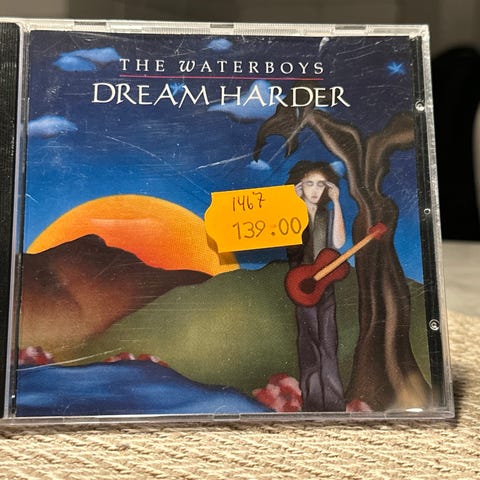 THE WATERBOYS
DREAM HARDER
1467
139.00